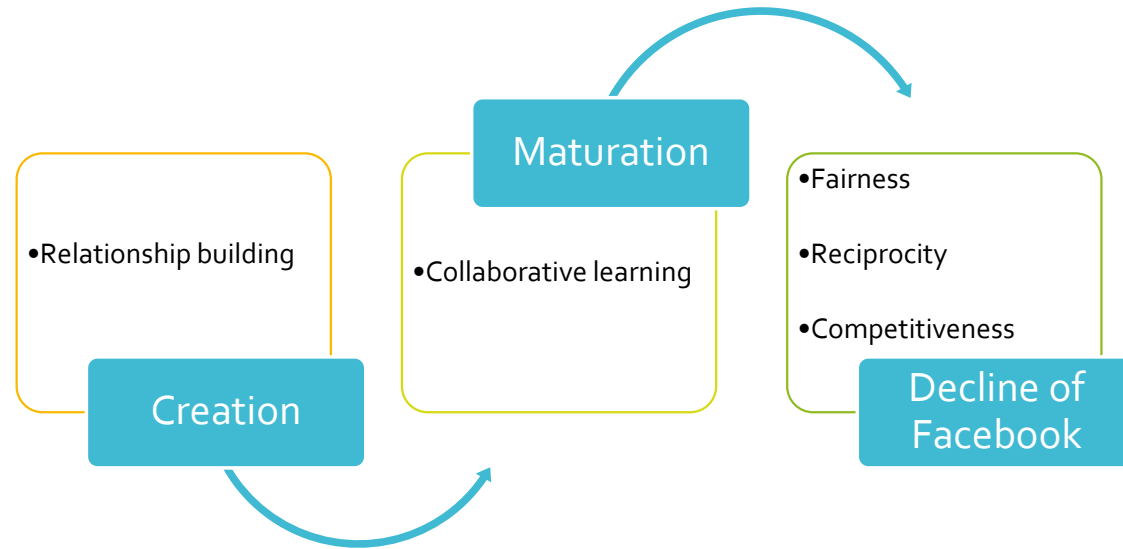 •Relationship building
Creation
Maturation
•Collaborative learning
•Fairness
•Reciprocity
•Competitiveness
Decline of
Facebook